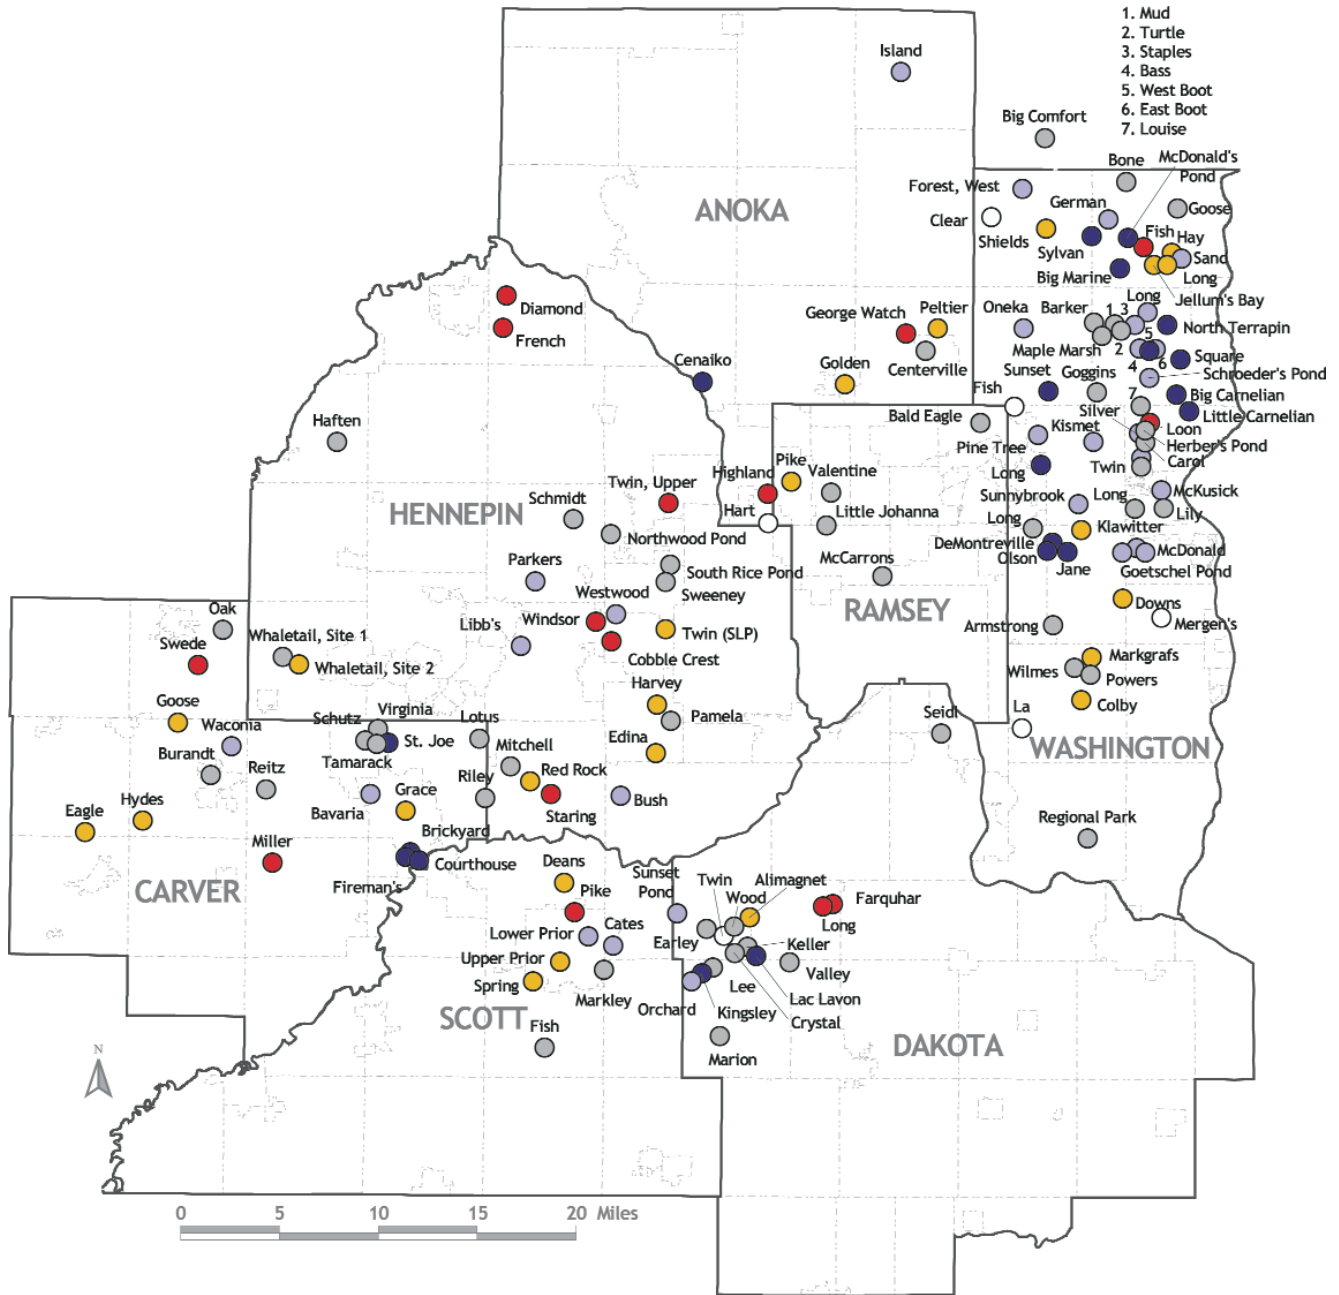 1. Mud
2. Turtle
3. Staples
4. Bass
5. West Boot
6. East Boot
7. Louise
Island
Big Comfort
Bone
McDonald's
Pond
Forest, West
German
Goose
ANOKA
Clear
Shields
Sylvan
Fish
Hay
Sand
Big Marine
Long
Jellum's Bay
Diamond
French
George Watch
Peltier
Oneka
Barker
1
3
Long
North Terrapin
Centerville
Maple Marsh
2
5
4
6
Square
Schroeder's Pond
Cenaiko
Golden
Sunset
Goggins
Fish
7
Big Carnelian
Little Carnelian
Haften
Bald Eagle
Silver
Kismet
Loon
Herber's Pond
Carol
Pine Tree
Long
Twin
Highland
Pike
Valentine
Twin, Upper
HENNEPIN
Schmidt
Hart
Little Johanna
Sunnybrook
Long
McKusick
Lily
Long
Klawitter
Northwood Pond
DeMontreville
Olson
Jane
McDonald
Goetschel Pond
Parkers
South Rice Pond
Sweeney
McCarrons
RAMSEY
Westwood
Windsor
Libb's
Twin (SLP)
Cobble Crest
Downs
Mergen's
Armstrong
Oak
Swede
Whaletail, Site 1
Whaletail, Site 2
Markgrafs
Wilmes
Powers
Colby
Harvey
Pamela
Edina
Goose
Waconia
Burandt
Reitz
Schutz
Virginia
St. Joe
Tamarack
Lotus
Mitchell
Riley
Red Rock
Staring
Bush
Seidl
La
WASHINGTON
Eagle
Hydes
Bavaria
Grace
Brickyard
Courthouse
Fireman's
Miller
CARVER
Regional Park
Deans
Pike
Sunset
Pond
Twin
Wood
Alimagnet
Farquhar
Long
Lower Prior
Cates
Earley
Keller
Valley
Upper Prior
Spring
Markley
Orchard
Lee
Lac Lavon
Kingsley
Crystal
SCOTT
Fish
Marion
DAKOTA
N
0
5
10
15
20 Miles